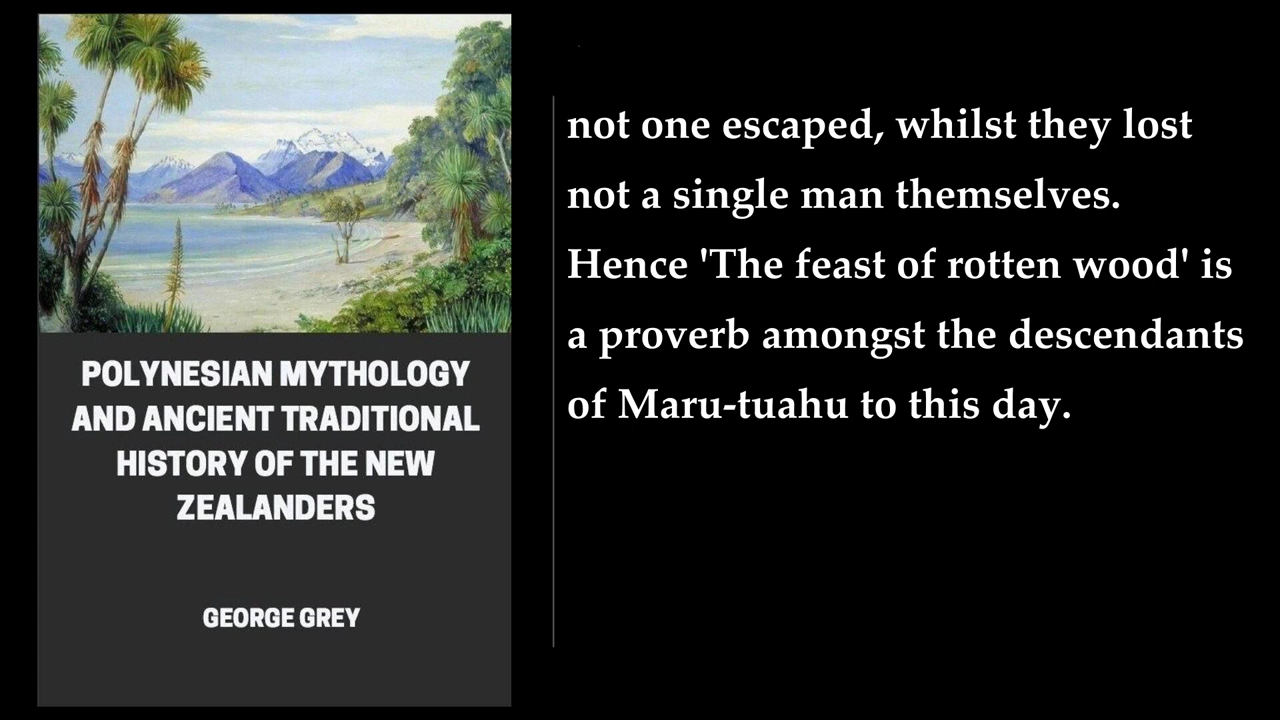 POLYNESIAN MYTHOLOGY
AND ANCIENT TRADITIONAL
HISTORY OF THE NEW
ZEALANDERS
GEORGE GREY
not one escaped, whilst they lost
not a single man themselves.
Hence 'The feast of rotten wood' is
a proverb amongst the descendants
of Maru-tuahu to this day.